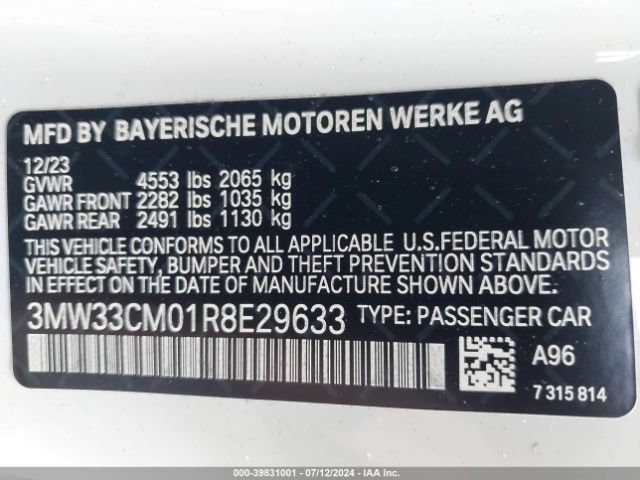 MFD BY BAYERISCHE MOTOREN WERKE AG
12/23
GVWR 4553 lbs 2065 kg
GAWR FRONT 2282 lbs 1035 kg
GAWR REAR 2491 lbs 1130 kg
THIS VEHICLE CONFORMS TO ALL APPLICABLE U.S.FEDERAL MOTOR
VEHICLE SAFETY, BUMPER AND THEFT PREVENTION STANDARDS
IN EFFECT ON THE DATE OF MANUFACTURE SHOWN ABOVE.
3MW33CM01R8E29633 TYPE: PASSENGER CAR
A96
7 315 814
000-39831001 - 07/12/2024 - IAA Inc.